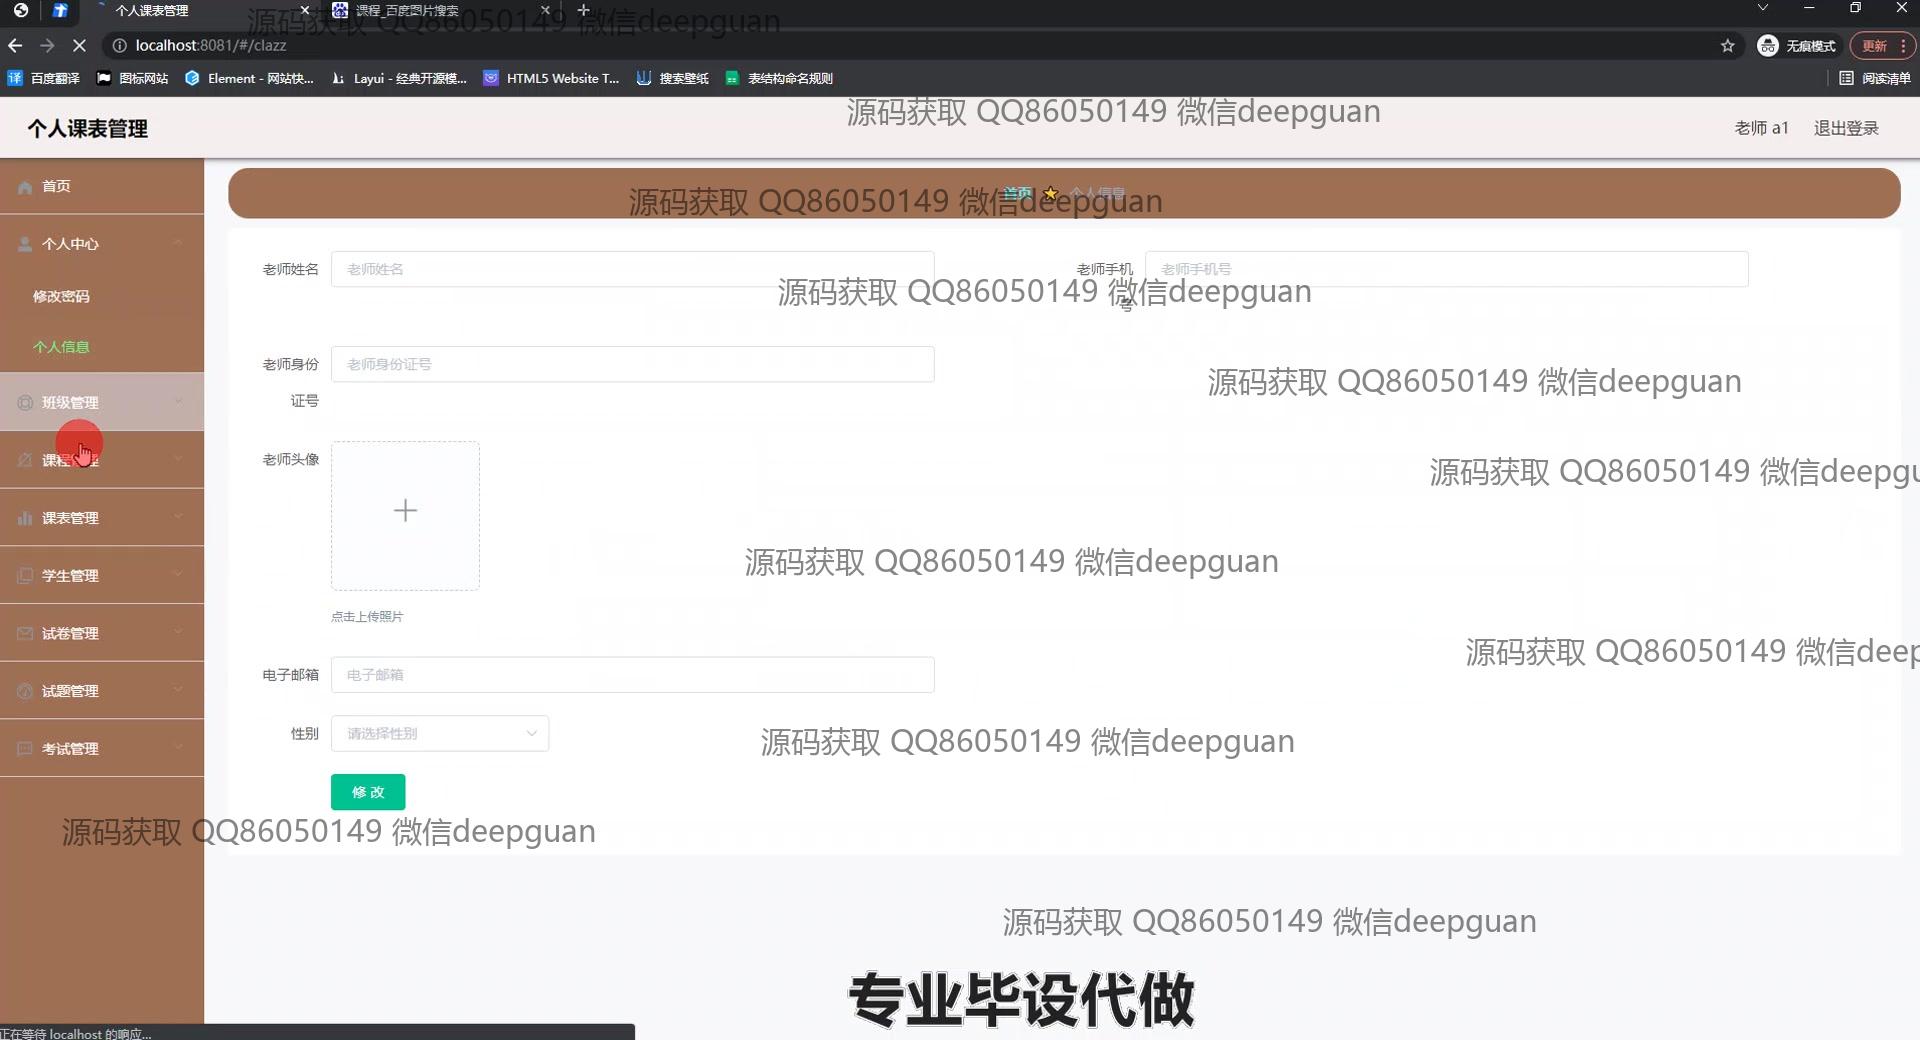 个人课表管理
课程_百度图片搜索
源码获取 QQ86050149 微信deepguan
localhost:8081/#/clazz
无痕模式
更新
百度翻译
图标网站
Element - 网站快...
Layui - 经典开源模...
HTML5 Website T...
搜索壁纸
表结构命名规则
阅读清单
源码获取 QQ86050149 微信deepguan
个人课表管理
老师 a1
退出登录
首页
首页
个人信息
源码获取 QQ86050149 微信deepguan
个人中心
修改密码
个人信息
班级管理
课程管理
课表管理
学生管理
试卷管理
试题管理
考试管理
老师姓名
老师姓名
老师手机号
老师手机号
源码获取 QQ86050149 微信deepguan
老师身份证号
老师身份证号
源码获取 QQ86050149 微信deepguan
老师头像
源码获取 QQ86050149 微信deepgu
源码获取 QQ86050149 微信deepguan
点击上传照片
源码获取 QQ86050149 微信deep
电子邮箱
电子邮箱
性别
请选择性别
源码获取 QQ86050149 微信deepguan
修改
源码获取 QQ86050149 微信deepguan
源码获取 QQ86050149 微信deepguan
专业毕设代做
正在等待 localhost 的响应...